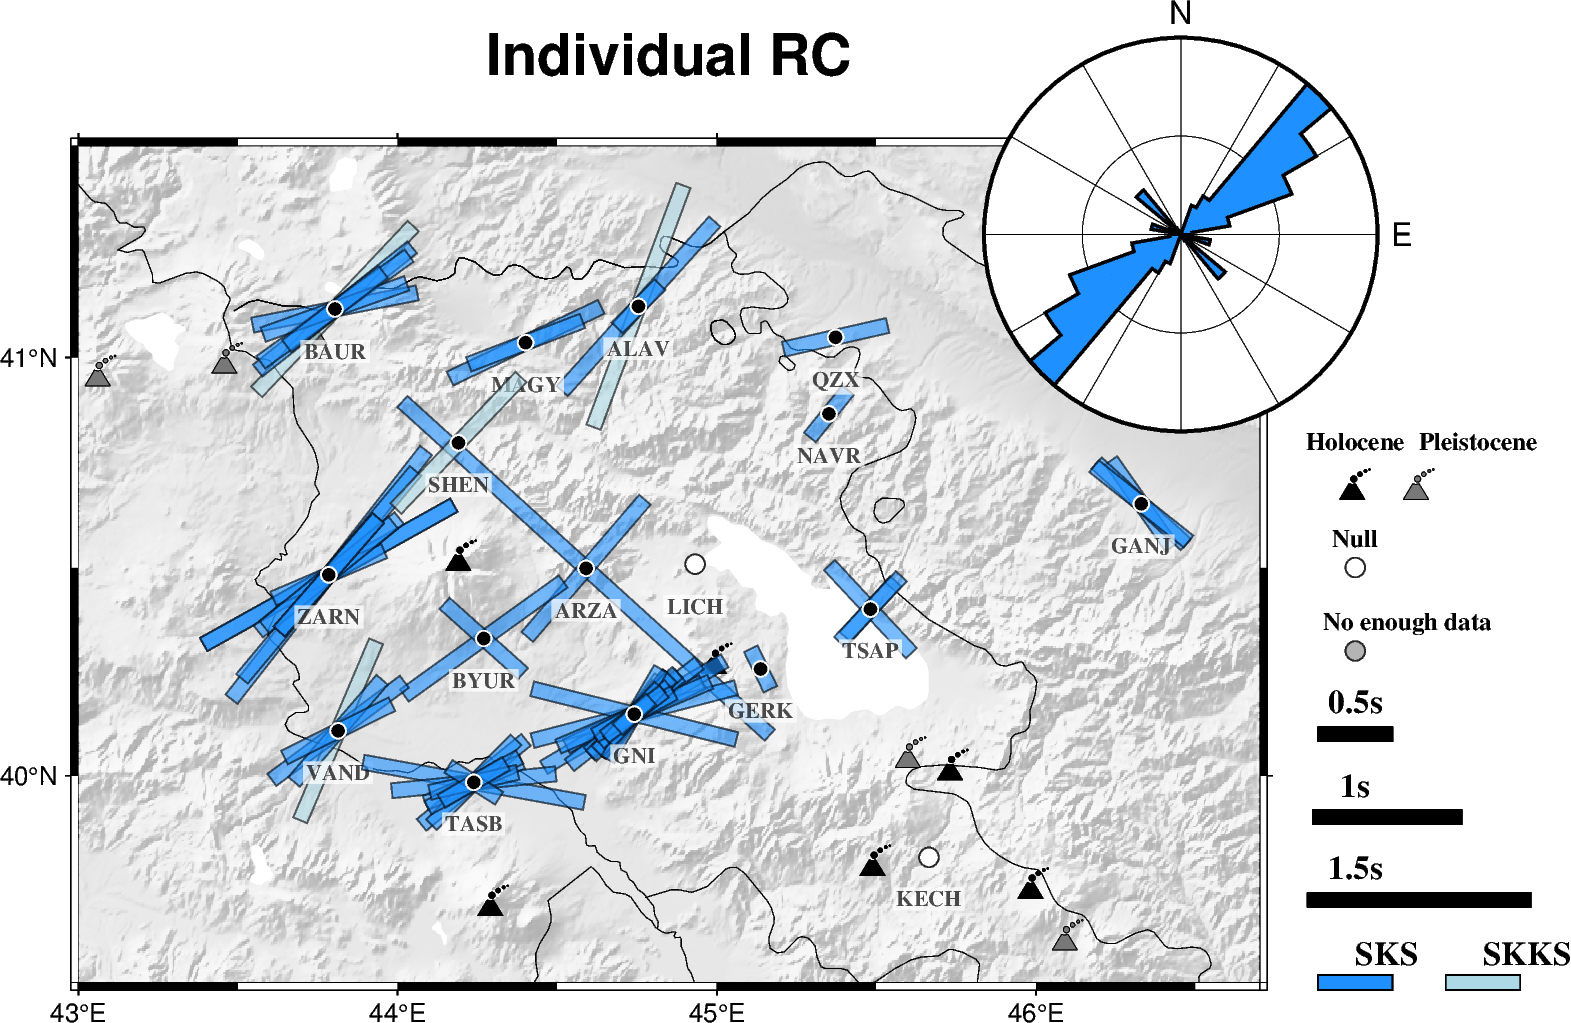 N
Individual RC
E
BAUR
ALAV
41°N
MAGY
QZX
Holocene Pleistocene
NAVR
SHEN
Null
GANJ
ARZA
LICH
ZARN
No enough data
TSAP
BYUR
0.5s
GERK
GNI
VAND
40°N
1s
TASB
1.5s
KECH
SKS SKKS
43°E
44°E
45°E
46°E